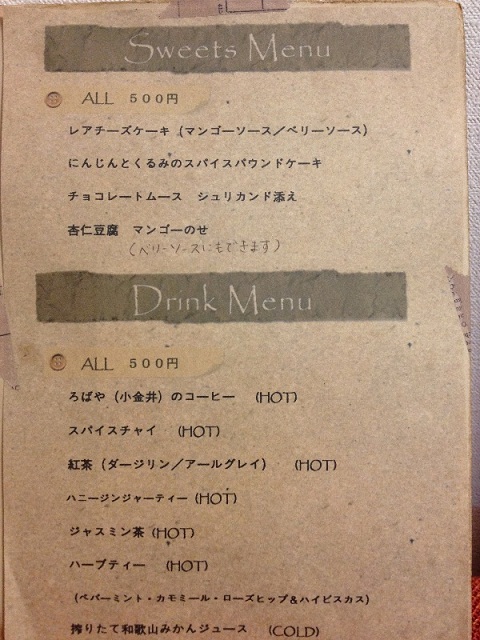 Sweets Menu
ALL 500円
レアチーズケーキ（マンゴーソース／ベリーソース）
にんじんとくるみのスパイスパウンドケーキ
チョコレートムース　シュリカンド添え
杏仁豆腐　マンゴーのせ
（ベリーソースにもできます）
Drink Menu
ALL 500円
ろばや（小金井）のコーヒー　(HOT)
スパイスチャイ　(HOT)
紅茶（ダージリン／アールグレイ）　(HOT)
ハニージンジャーティー (HOT)
ジャスミン茶 (HOT)
ハーブティー　(HOT)
（ペパーミント・カモミール・ローズヒップ＆ハイビスカス）
搾りたて和歌山みかんジュース　(COLD)